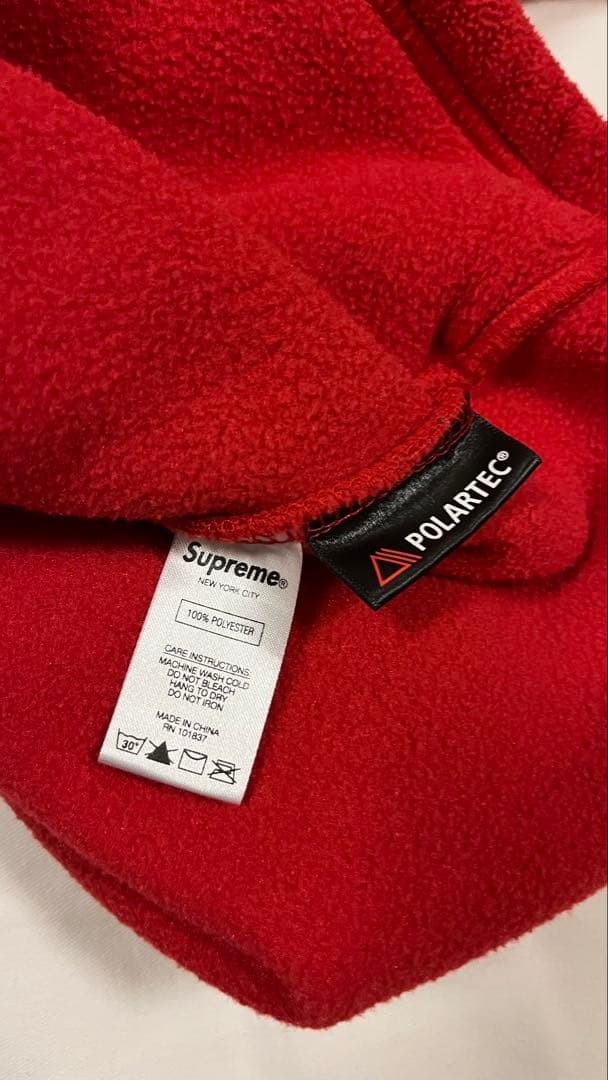 POLARTEC®
Supreme®
NEW YORK CITY
100% POLYESTER
CARE INSTRUCTIONS:
MACHINE WASH COLD
DO NOT BLEACH
HANG TO DRY
DO NOT IRON
MADE IN CHINA
RN 101837
30°